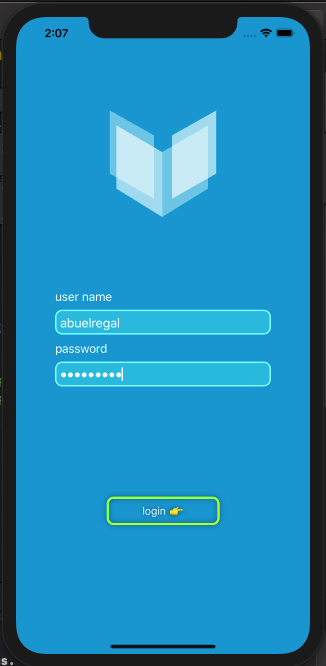 2:07
user name
abuelregal
password
•••••••••
login 👉
s.